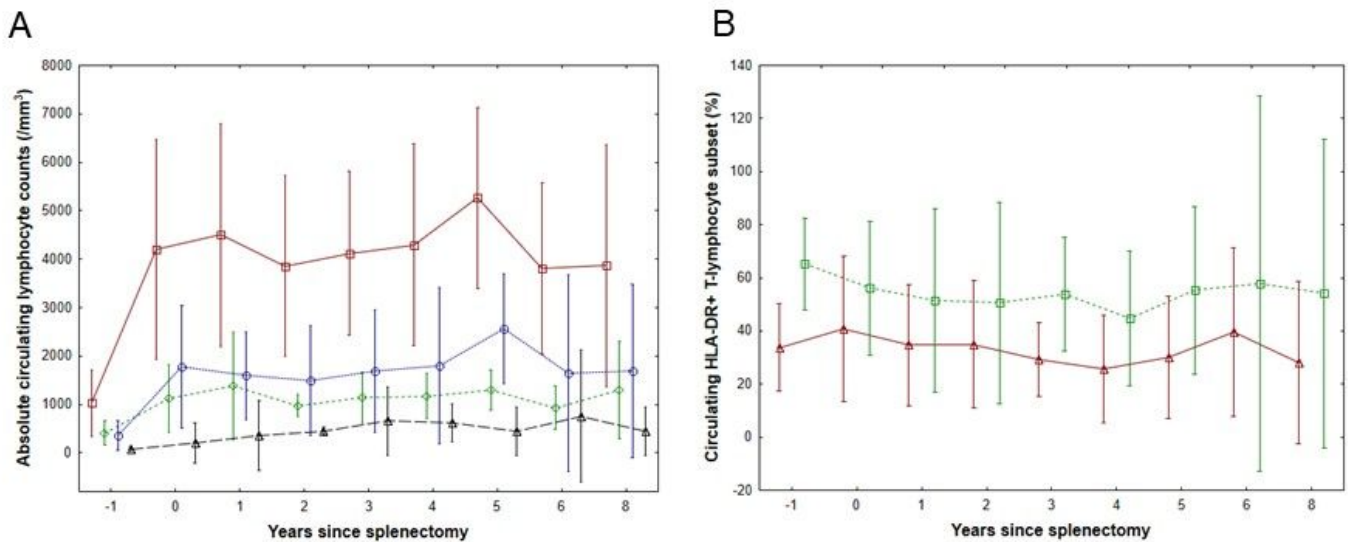 A
B
Absolute circulating lymphocyte counts (/mm³)
8000
7000
6000
5000
4000
3000
2000
1000
0
-1 0 1 2 3 4 5 6 8
Years since splenectomy
Circulating HLA-DR+ T-lymphocyte subset (%)
140
120
100
80
60
40
20
0
-20
-1 0 1 2 3 4 5 6 8
Years since splenectomy